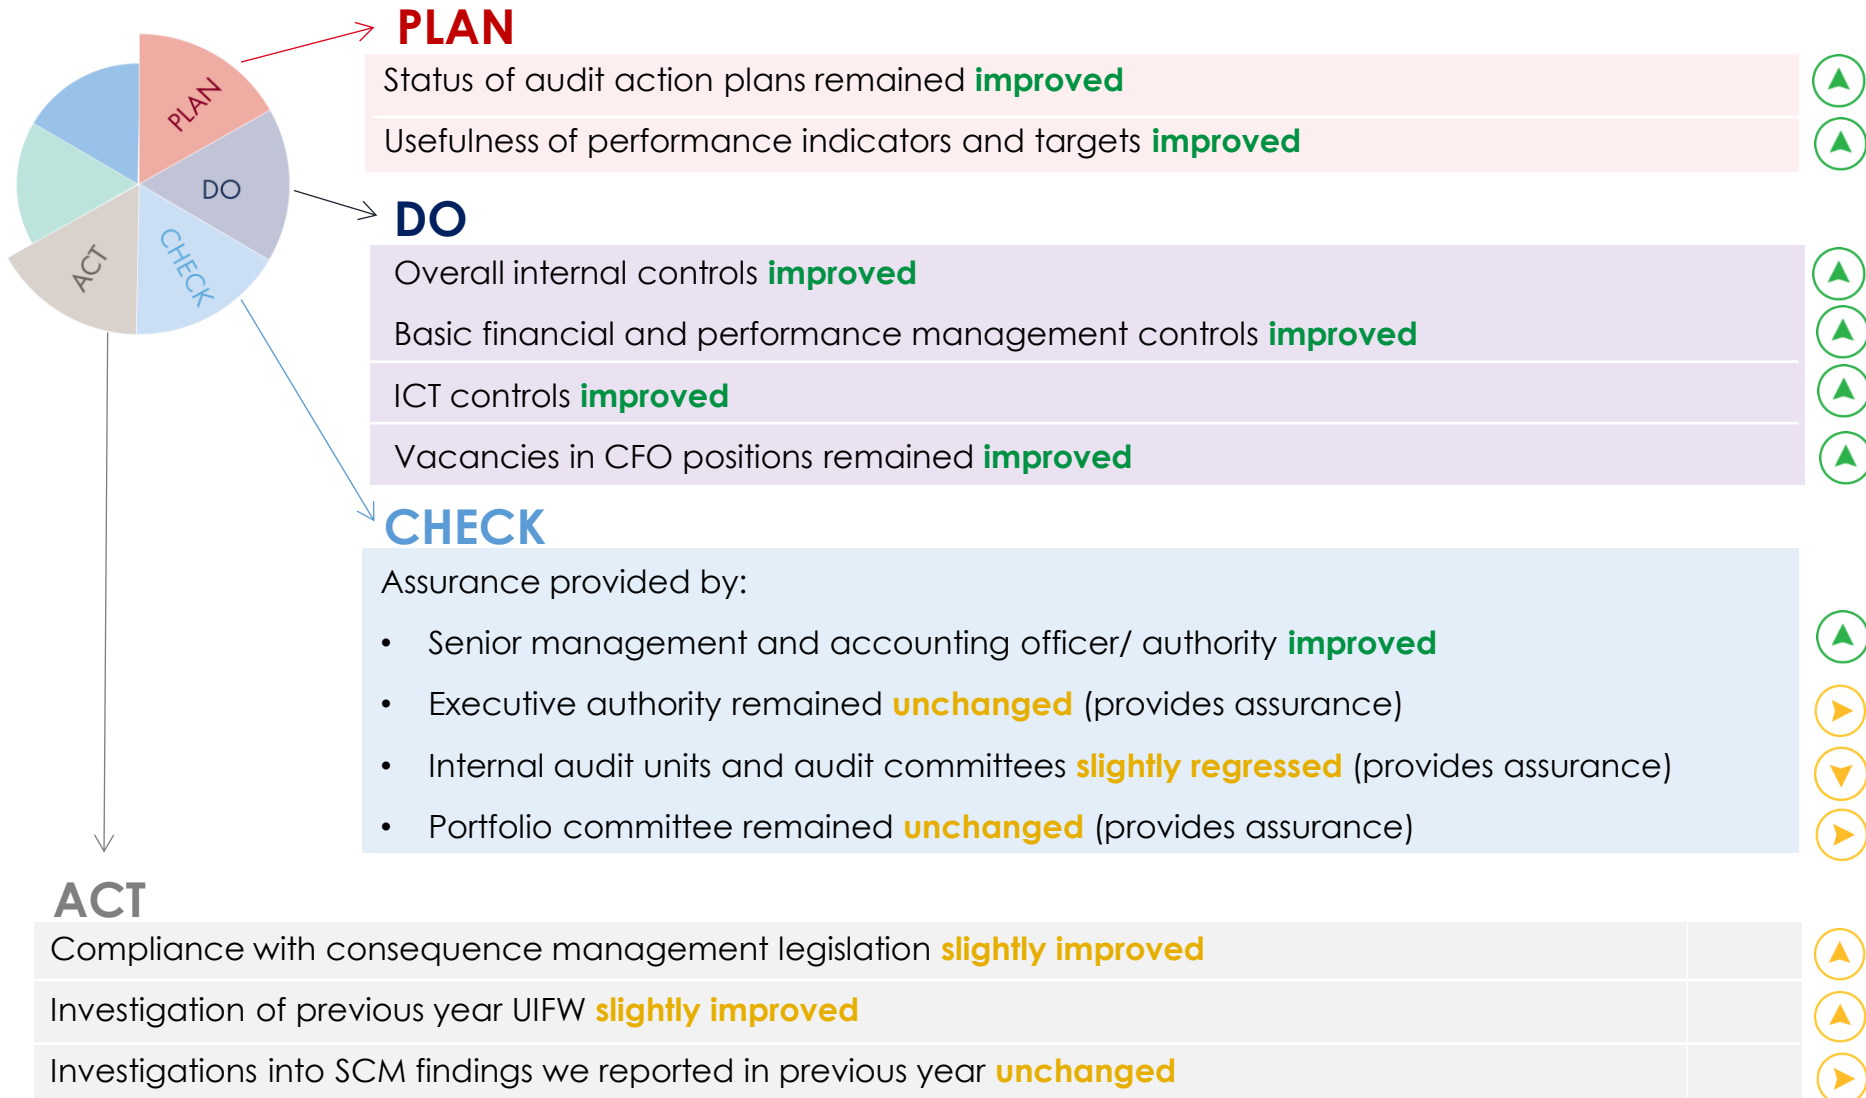 PLAN
DO
CHECK
ACT
PLAN
Status of audit action plans remained improved
Usefulness of performance indicators and targets improved
DO
Overall internal controls improved
Basic financial and performance management controls improved
ICT controls improved
Vacancies in CFO positions remained improved
CHECK
Assurance provided by:
• Senior management and accounting officer/ authority improved
• Executive authority remained unchanged (provides assurance)
• Internal audit units and audit committees slightly regressed (provides assurance)
• Portfolio committee remained unchanged (provides assurance)
ACT
Compliance with consequence management legislation slightly improved
Investigation of previous year UIFW slightly improved
Investigations into SCM findings we reported in previous year unchanged